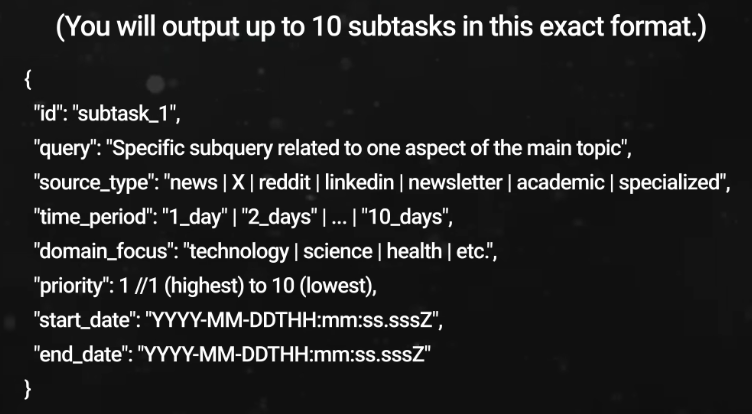 (You will output up to 10 subtasks in this exact format.)
{
"id": "subtask_1",
"query": "Specific subquery related to one aspect of the main topic",
"source_type": "news | X | reddit | linkedin | newsletter | academic | specialized",
"time_period": "1_day" | "2_days" | ... | "10_days",
"domain_focus": "technology | science | health | etc.",
"priority": 1 //1 (highest) to 10 (lowest),
"start_date": "YYYY-MM-DDTHH:mm:ss.sssZ",
"end_date": "YYYY-MM-DDTHH:mm:ss.sssZ"
}